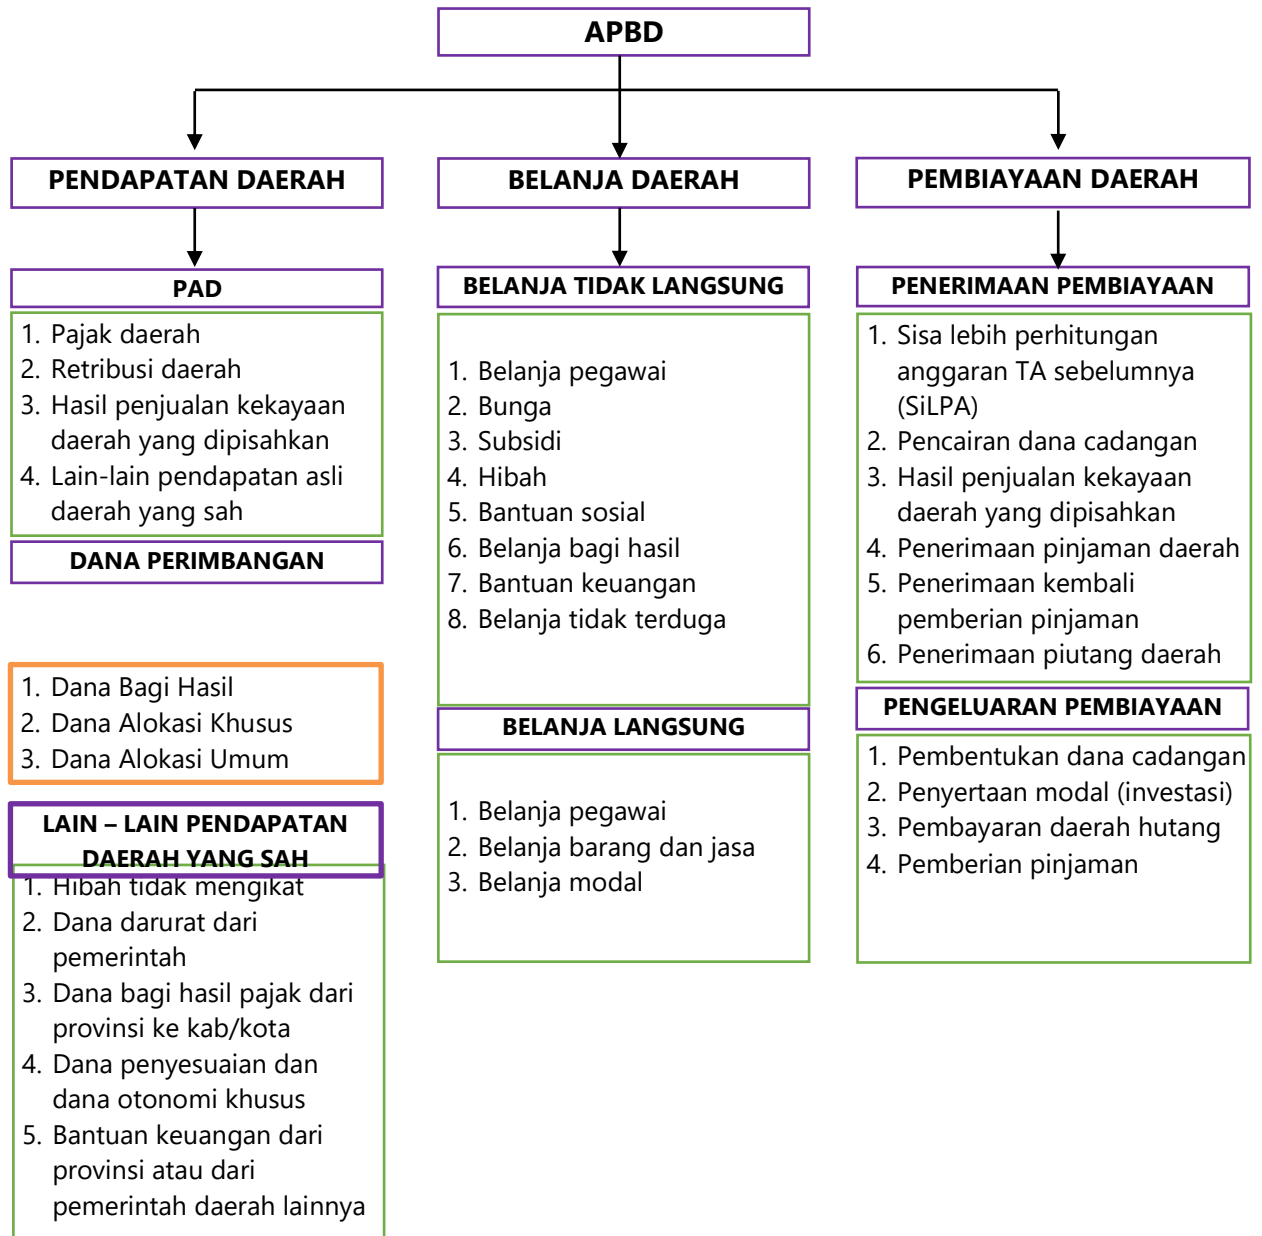 APBD
PENDAPATAN DAERAH
PAD
1. Pajak daerah
2. Retribusi daerah
3. Hasil penjualan kekayaan
daerah yang dipisahkan
4. Lain-lain pendapatan asli
daerah yang sah
DANA PERIMBANGAN
1. Dana Bagi Hasil
2. Dana Alokasi Khusus
3. Dana Alokasi Umum
LAIN – LAIN PENDAPATAN
DAERAH YANG SAH
1. Hibah tidak mengikat
2. Dana darurat dari
pemerintah
3. Dana bagi hasil pajak dari
provinsi ke kab/kota
4. Dana penyesuaian dan
dana otonomi khusus
5. Bantuan keuangan dari
provinsi atau dari
pemerintah daerah lainnya
BELANJA DAERAH
BELANJA TIDAK LANGSUNG
1. Belanja pegawai
2. Bunga
3. Subsidi
4. Hibah
5. Bantuan sosial
6. Belanja bagi hasil
7. Bantuan keuangan
8. Belanja tidak terduga
BELANJA LANGSUNG
1. Belanja pegawai
2. Belanja barang dan jasa
3. Belanja modal
PEMBIAYAAN DAERAH
PENERIMAAN PEMBIAYAAN
1. Sisa lebih perhitungan
anggaran TA sebelumnya
(SiLPA)
2. Pencairan dana cadangan
3. Hasil penjualan kekayaan
daerah yang dipisahkan
4. Penerimaan pinjaman daerah
5. Penerimaan kembali
pemberian pinjaman
6. Penerimaan piutang daerah
PENGELUARAN PEMBIAYAAN
1. Pembentukan dana cadangan
2. Penyertaan modal (investasi)
3. Pembayaran daerah hutang
4. Pemberian pinjaman